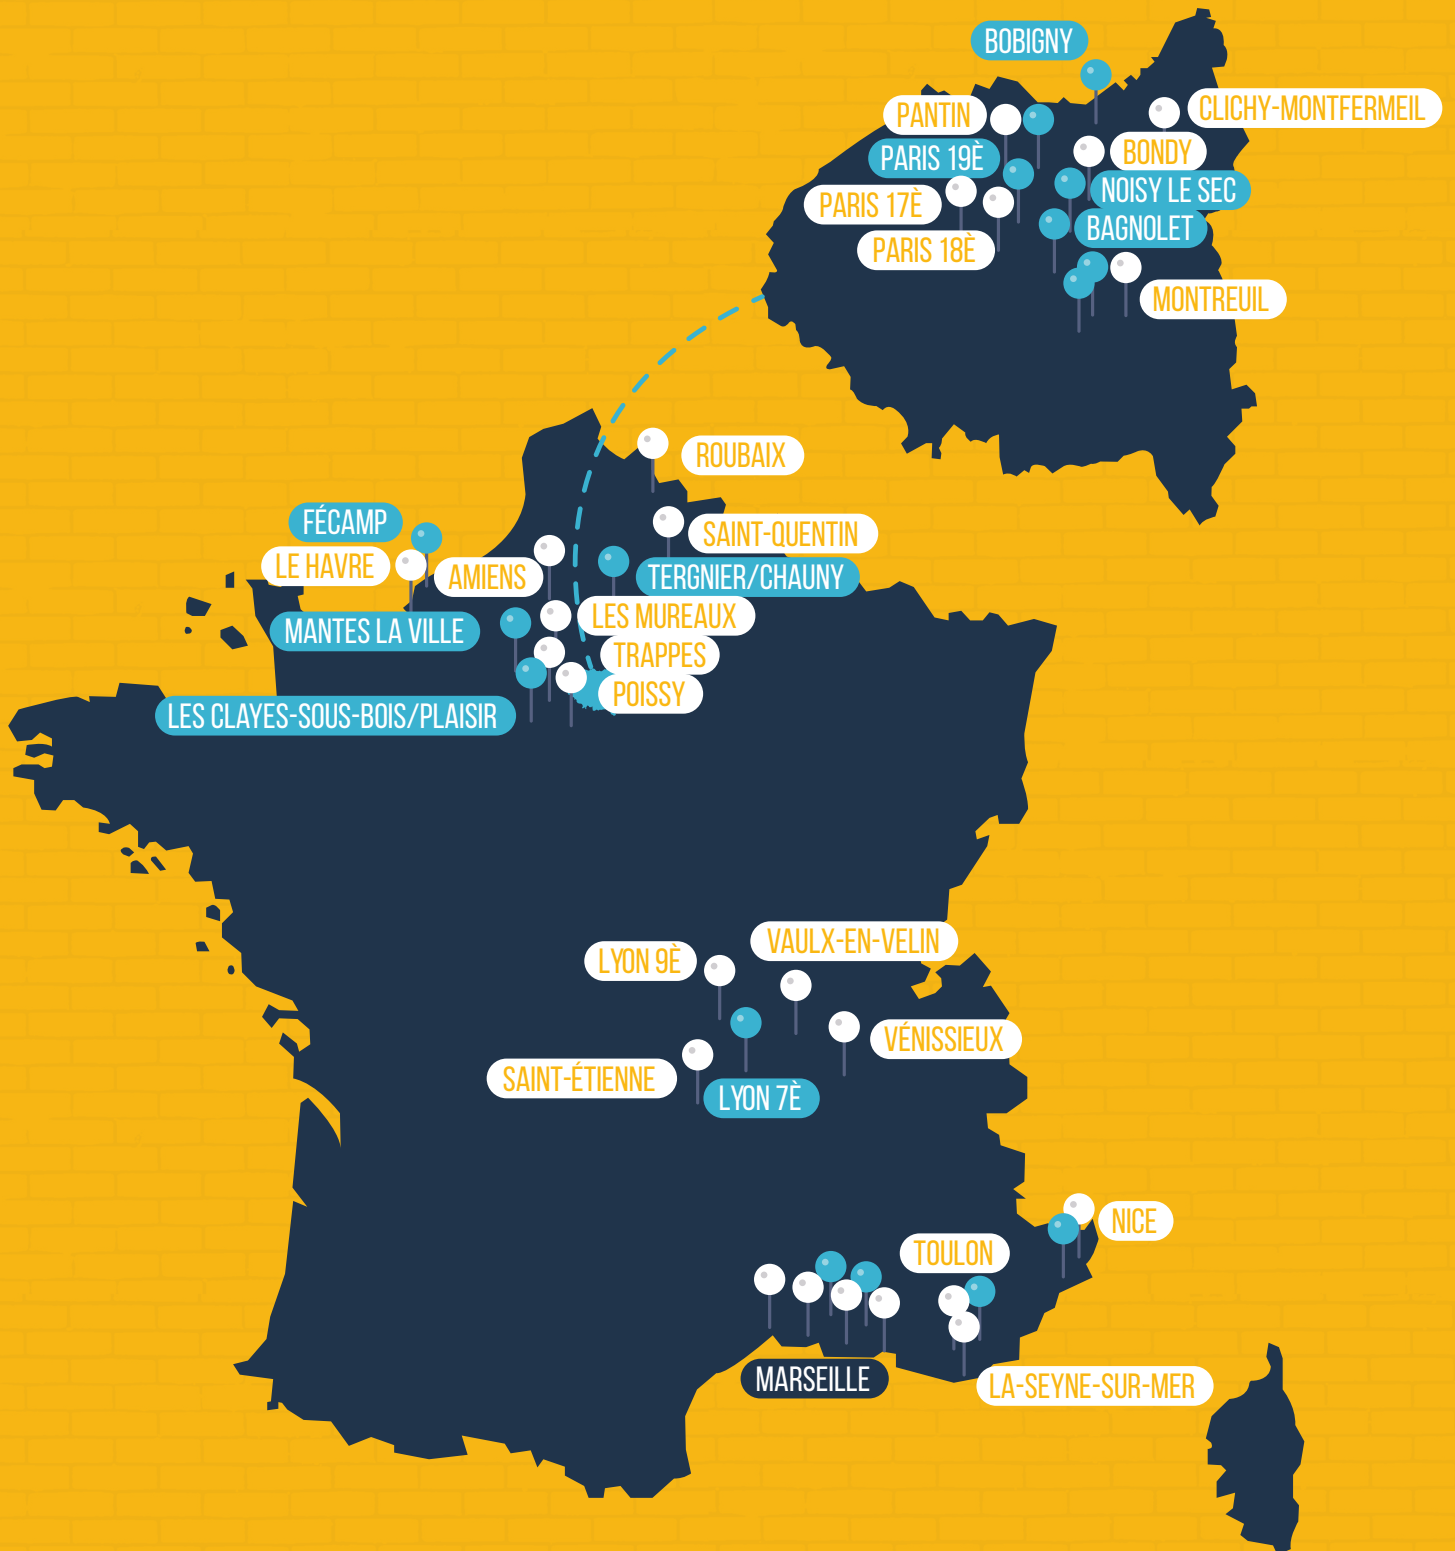 BOBIGNY
CLICHY-MONTFERMEIL
PANTIN
BONDY
PARIS 19È
NOISY LE SEC
PARIS 17È
BAGNOLET
PARIS 18È
MONTREUIL
ROUBAIX
FÉCAMP
SAINT-QUENTIN
LE HAVRE
AMIENS
TERGNIER/CHAUNY
LES MUREAUX
MANTES LA VILLE
TRAPPES
POISSY
LES CLAYES-SOUS-BOIS/PLAISIR
VAULX-EN-VELIN
LYON 9È
VÉNISSIEUX
SAINT-ÉTIENNE
LYON 7È
NICE
TOULON
MARSEILLE
LA-SEYNE-SUR-MER